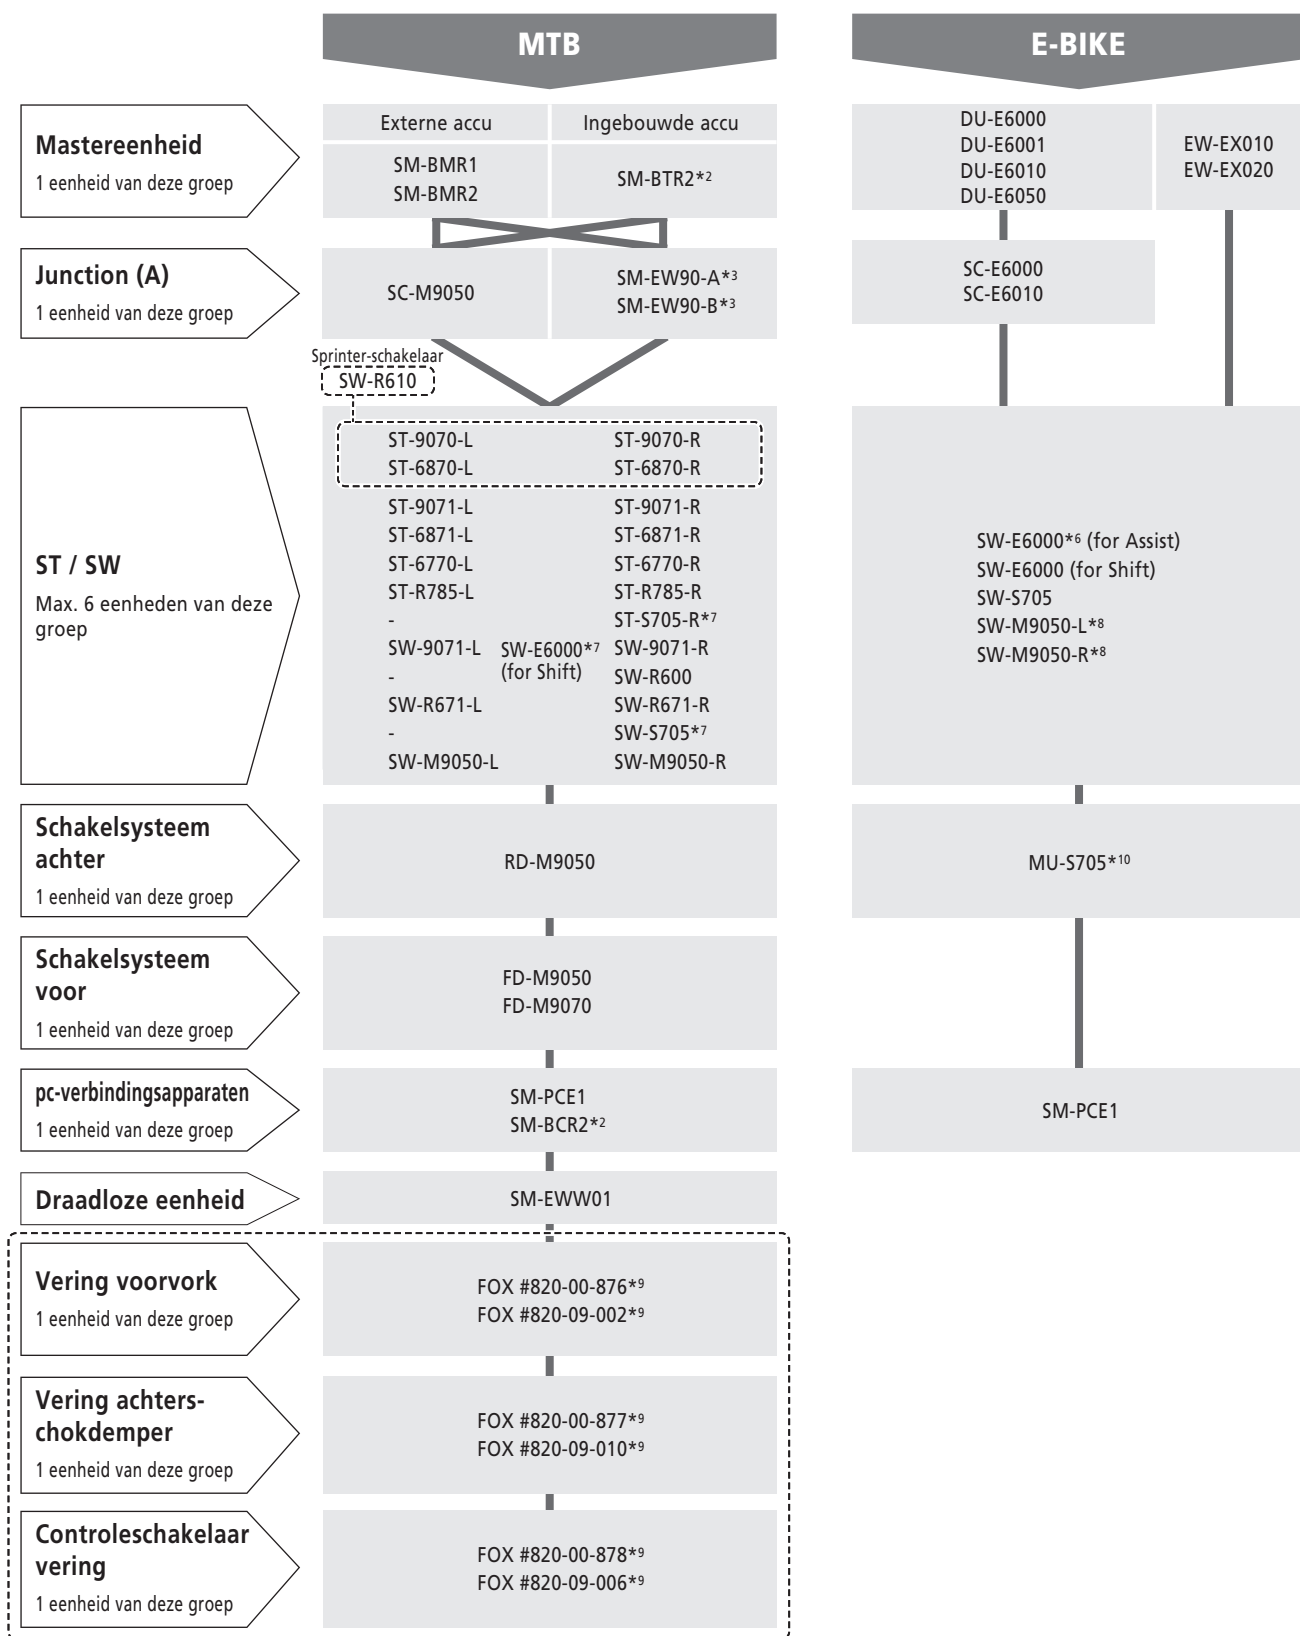 MTB
E-BIKE
Mastereenheid
1 eenheid van deze groep
Externe accu
Ingebouwde accu
SM-BMR1
SM-BMR2
SM-BTR2*2
DU-E6000
DU-E6001
DU-E6010
DU-E6050
EW-EX010
EW-EX020
Junction (A)
1 eenheid van deze groep
SC-M9050
SM-EW90-A*3
SM-EW90-B*3
SC-E6000
SC-E6010
Sprinter-schakelaar
SW-R610
ST / SW
Max. 6 eenheden van deze
groep
ST-9070-L
ST-9070-R
ST-6870-L
ST-6870-R
ST-9071-L
ST-9071-R
ST-6871-L
ST-6871-R
ST-6770-L
ST-6770-R
ST-R785-L
ST-R785-R
-
ST-S705-R*7
SW-9071-L
SW-E6000*7
(for Shift)
SW-9071-R
-
SW-R600
SW-R671-L
SW-R671-R
-
SW-S705*7
SW-M9050-L
SW-M9050-R
SW-E6000*6 (for Assist)
SW-E6000 (for Shift)
SW-S705
SW-M9050-L*8
SW-M9050-R*8
Schakelsysteem
achter
1 eenheid van deze groep
RD-M9050
MU-S705*10
Schakelsysteem
voor
1 eenheid van deze groep
FD-M9050
FD-M9070
pc-verbindingsapparaten
1 eenheid van deze groep
SM-PCE1
SM-BCR2*2
SM-PCE1
Draadloze eenheid
SM-EWW01
Vering voorvork
1 eenheid van deze groep
FOX #820-00-876*9
FOX #820-09-002*9
Vering achters-
chokdemper
1 eenheid van deze groep
FOX #820-00-877*9
FOX #820-09-010*9
Controleschakelaar
vering
1 eenheid van deze groep
FOX #820-00-878*9
FOX #820-09-006*9